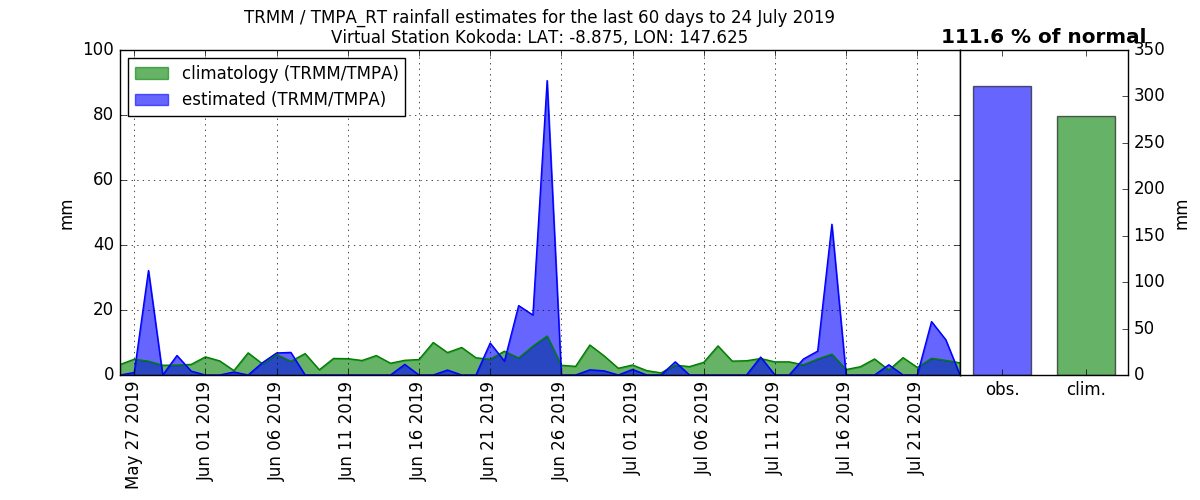 TRMM / TMPA_RT rainfall estimates for the last 60 days to 24 July 2019
Virtual Station Kokoda: LAT: -8.875, LON: 147.625
111.6 % of normal
climatology (TRMM/TMPA)
estimated (TRMM/TMPA)
100
80
60
40
20
0
mm
May 27 2019
Jun 01 2019
Jun 06 2019
Jun 11 2019
Jun 16 2019
Jun 21 2019
Jun 26 2019
Jul 01 2019
Jul 06 2019
Jul 11 2019
Jul 16 2019
Jul 21 2019
obs.
clim.
350
300
250
200
150
100
50
0
mm